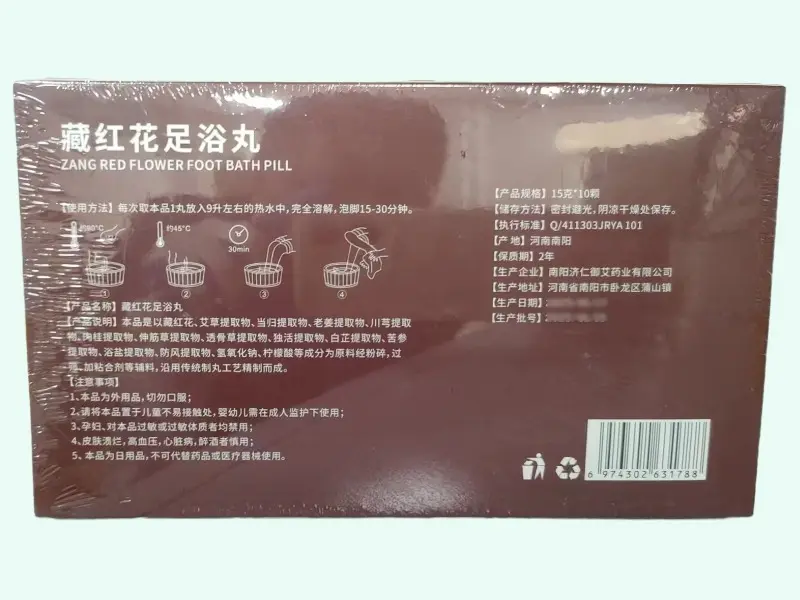 藏红花足浴丸
ZANG RED FLOWER FOOT BATH PILL
【使用方法】每次取本品1丸放入9升左右的热水中,完全溶解,泡脚15-30分钟。
约90°C
约45°C
30min
① ② ③ ④
【产品名称】藏红花足浴丸
【产品说明】本品是以藏红花、艾草提取物、当归提取物、老姜提取物、川芎提取
物、肉桂提取物、伸筋草提取物、透骨草提取物、独活提取物、白芷提取物、苦参
提取物、浴盐提取物、防风提取物、氢氧化钠、柠檬酸等成分为原料经粉碎,过
加粘合剂等辅料,沿用传统制丸工艺精制而成。
【注意事项】
1、本品为外用品,切勿口服;
2、请将本品置于儿童不易接触处,婴幼儿需在成人监护下使用;
3、孕妇、对本品过敏或过敏体质者均禁用;
4、皮肤溃烂,高血压,心脏病,醉酒者慎用;
5、本品为日用品,不可代替药品或医疗器械使用。
【产品规格】15克*10颗
【储存方法】密封避光,阴凉干燥处保存。
【执行标准】Q/411303JRYA 101
【产 地】河南南阳
【保质期】2年
【生产企业】南阳济仁御艾药业有限公司
【生产地址】河南省南阳市卧龙区蒲山镇
【生产日期】
【生产批号】
6 974302 631788